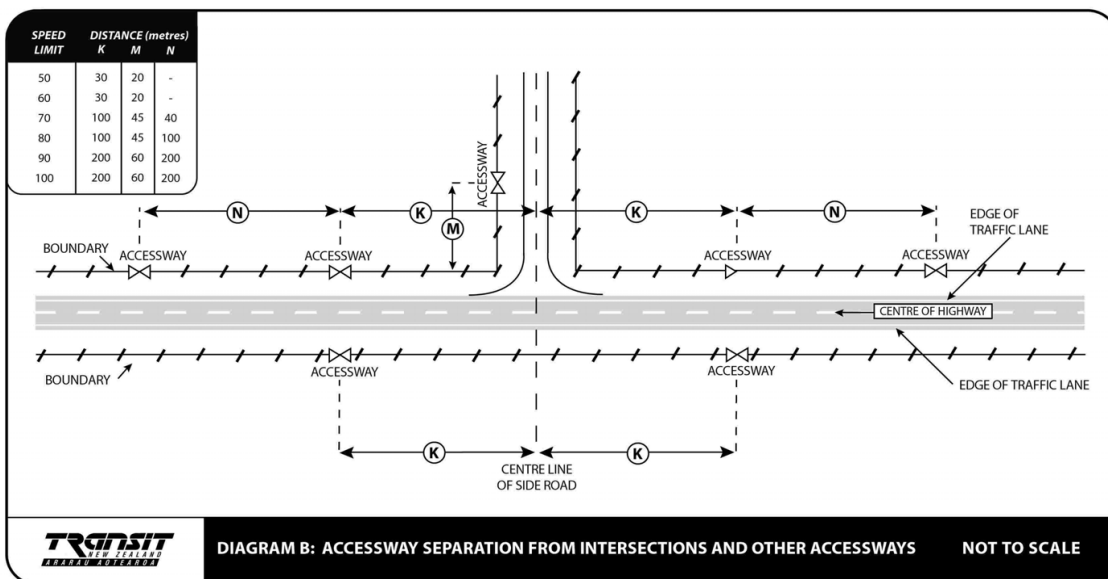 SPEED LIMIT DISTANCE (metres)
K M N
50 30 20 -
60 30 20 -
70 100 45 40
80 100 45 100
90 200 60 200
100 200 60 200
ACCESSWAY
N K M K N
EDGE OF
TRAFFIC LANE
BOUNDARY
ACCESSWAY ACCESSWAY ACCESSWAY ACCESSWAY
CENTRE OF HIGHWAY
ACCESSWAY ACCESSWAY
BOUNDARY
EDGE OF TRAFFIC LANE
K K
CENTRE LINE
OF SIDE ROAD
TRANSIT
NEW ZEALAND
ARARAU AOTEAROA
DIAGRAM B: ACCESSWAY SEPARATION FROM INTERSECTIONS AND OTHER ACCESSWAYS NOT TO SCALE